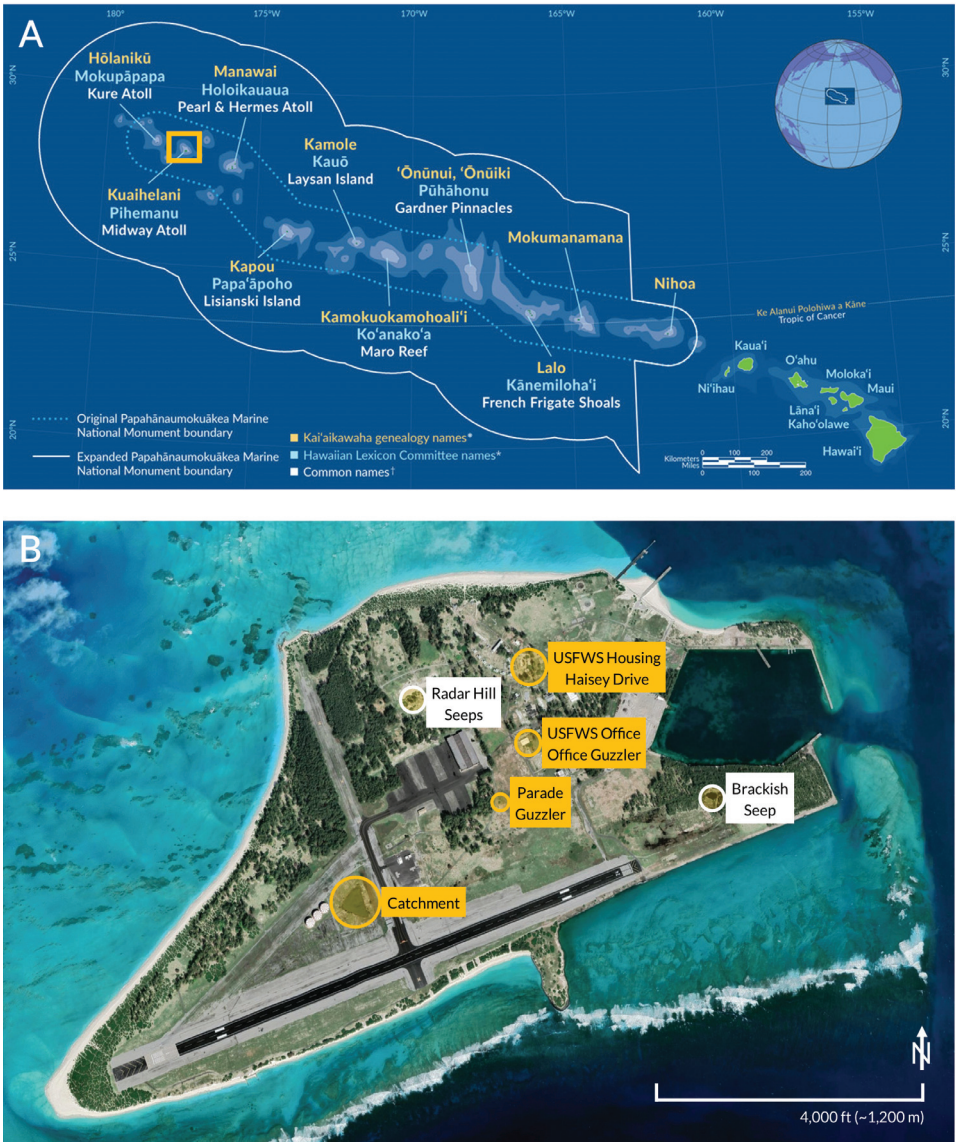 A
180°
175°W
170°W
165°W
160°W
155°W
30°N
25°N
20°N
30°N
25°N
20°N
Hōlanikū
Mokupāpapa
Kure Atoll
Manawai
Holoikauaua
Pearl & Hermes Atoll
Kuaihelani
Pihemanu
Midway Atoll
Kamole
Kauō
Laysan Island
ʻŌnūnui, ʻŌnūiki
Pūhāhonu
Gardner Pinnacles
Mokumanamana
Nihoa
Kapou
Papaʻāpoho
Lisianski Island
Kamokuokamohoaliʻi
Koʻanakoʻa
Maro Reef
Lalo
Kānemilohaʻi
French Frigate Shoals
Ke Alanui Polohiwa a Kāne
Tropic of Cancer
Kauaʻi
Niʻihau
Oʻahu
Molokaʻi
Maui
Lānaʻi
Kahoʻolawe
Hawaiʻi
Original Papahānaumokuākea Marine
National Monument boundary
Expanded Papahānaumokuākea Marine
National Monument boundary
Kaiʻaikawaha genealogy names*
Hawaiian Lexicon Committee names*
Common names†
0 100 200
Kilometers
Miles
0 100 200
B
USFWS Housing
Haisey Drive
Radar Hill
Seeps
USFWS Office
Office Guzzler
Parade
Guzzler
Brackish
Seep
Catchment
N
4,000 ft (~1,200 m)